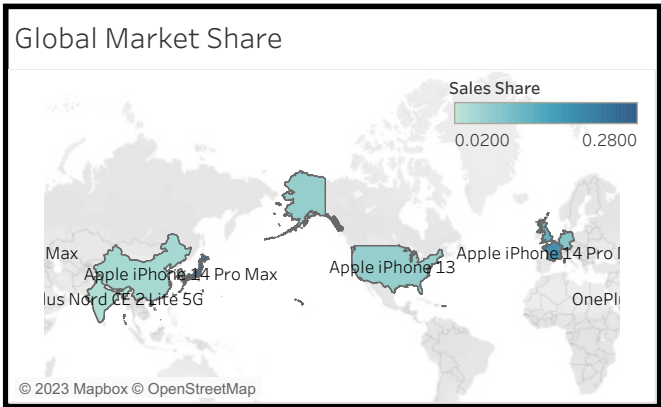 Global Market Share
Sales Share
0.0200 0.2800
Max
Apple iPhone 14 Pro Max
Apple iPhone 13
Apple iPhone 14 Pro
lus Nord CE 2 Lite 5G
OnePl
© 2023 Mapbox © OpenStreetMap